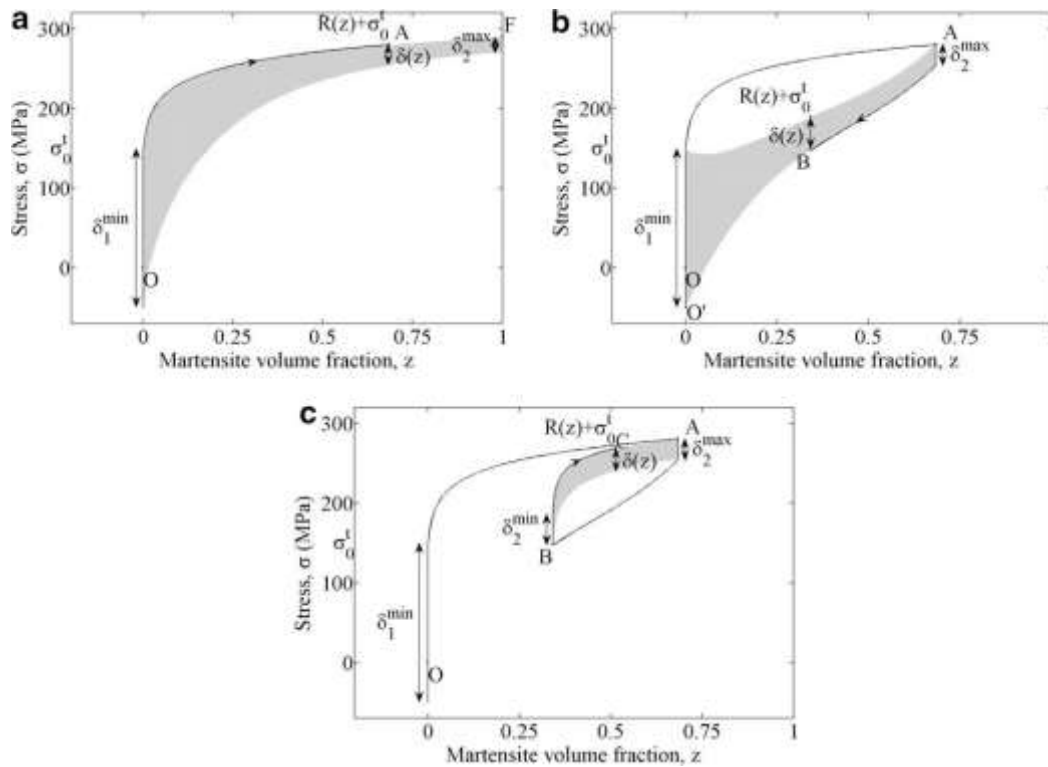 a
R(z)+σ₀ᵗ A
F
300
δ(z)
δ₂ᵐᵃˣ
200
σ₀ᵗ
100
δ₁ᵐⁱⁿ
0
O
Stress, σ (MPa)
0 0.25 0.5 0.75 1
Martensite volume fraction, z
b
A
300
δ₂ᵐᵃˣ
R(z)+σ₀ᵗ
200
δ(z)
σ₀ᵗ
B
100
δ₁ᵐⁱⁿ
0
O
O'
Stress, σ (MPa)
0 0.25 0.5 0.75
Martensite volume fraction, z
c
R(z)+σ₀ᵗ C A
300
δ(z)
δ₂ᵐᵃˣ
200
δ₂ᵐⁱⁿ
σ₀ᵗ
B
100
δ₁ᵐⁱⁿ
0
O
Stress, σ (MPa)
0 0.25 0.5 0.75 1
Martensite volume fraction, z